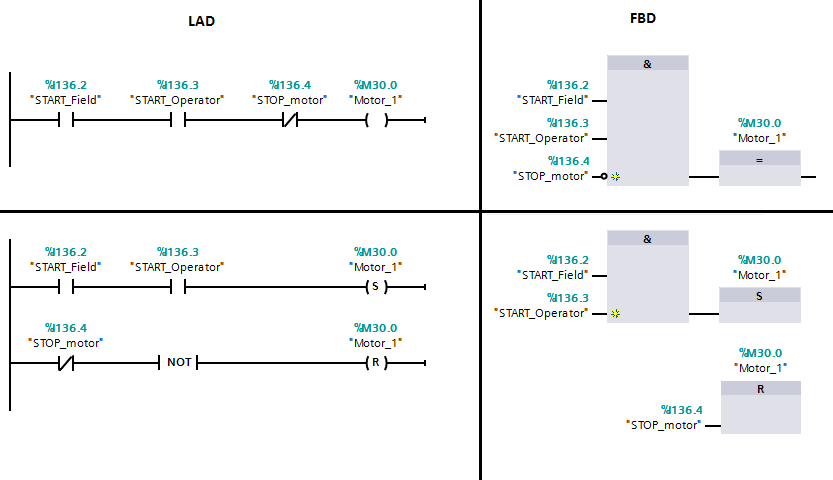 LAD
%I136.2 %I136.3 %I136.4 %M30.0
"START_Field" "START_Operator" "STOP_motor" "Motor_1"
FBD
&
%I136.2
"START_Field"
%I136.3
"START_Operator"
%I136.4
"STOP_motor"
%M30.0
"Motor_1"
=
%I136.2 %I136.3 %M30.0
"START_Field" "START_Operator" "Motor_1"
S
%I136.4 %M30.0
"STOP_motor" "Motor_1"
NOT R
&
%I136.2
"START_Field"
%I136.3
"START_Operator"
%M30.0
"Motor_1"
S
%M30.0
"Motor_1"
R
%I136.4
"STOP_motor"